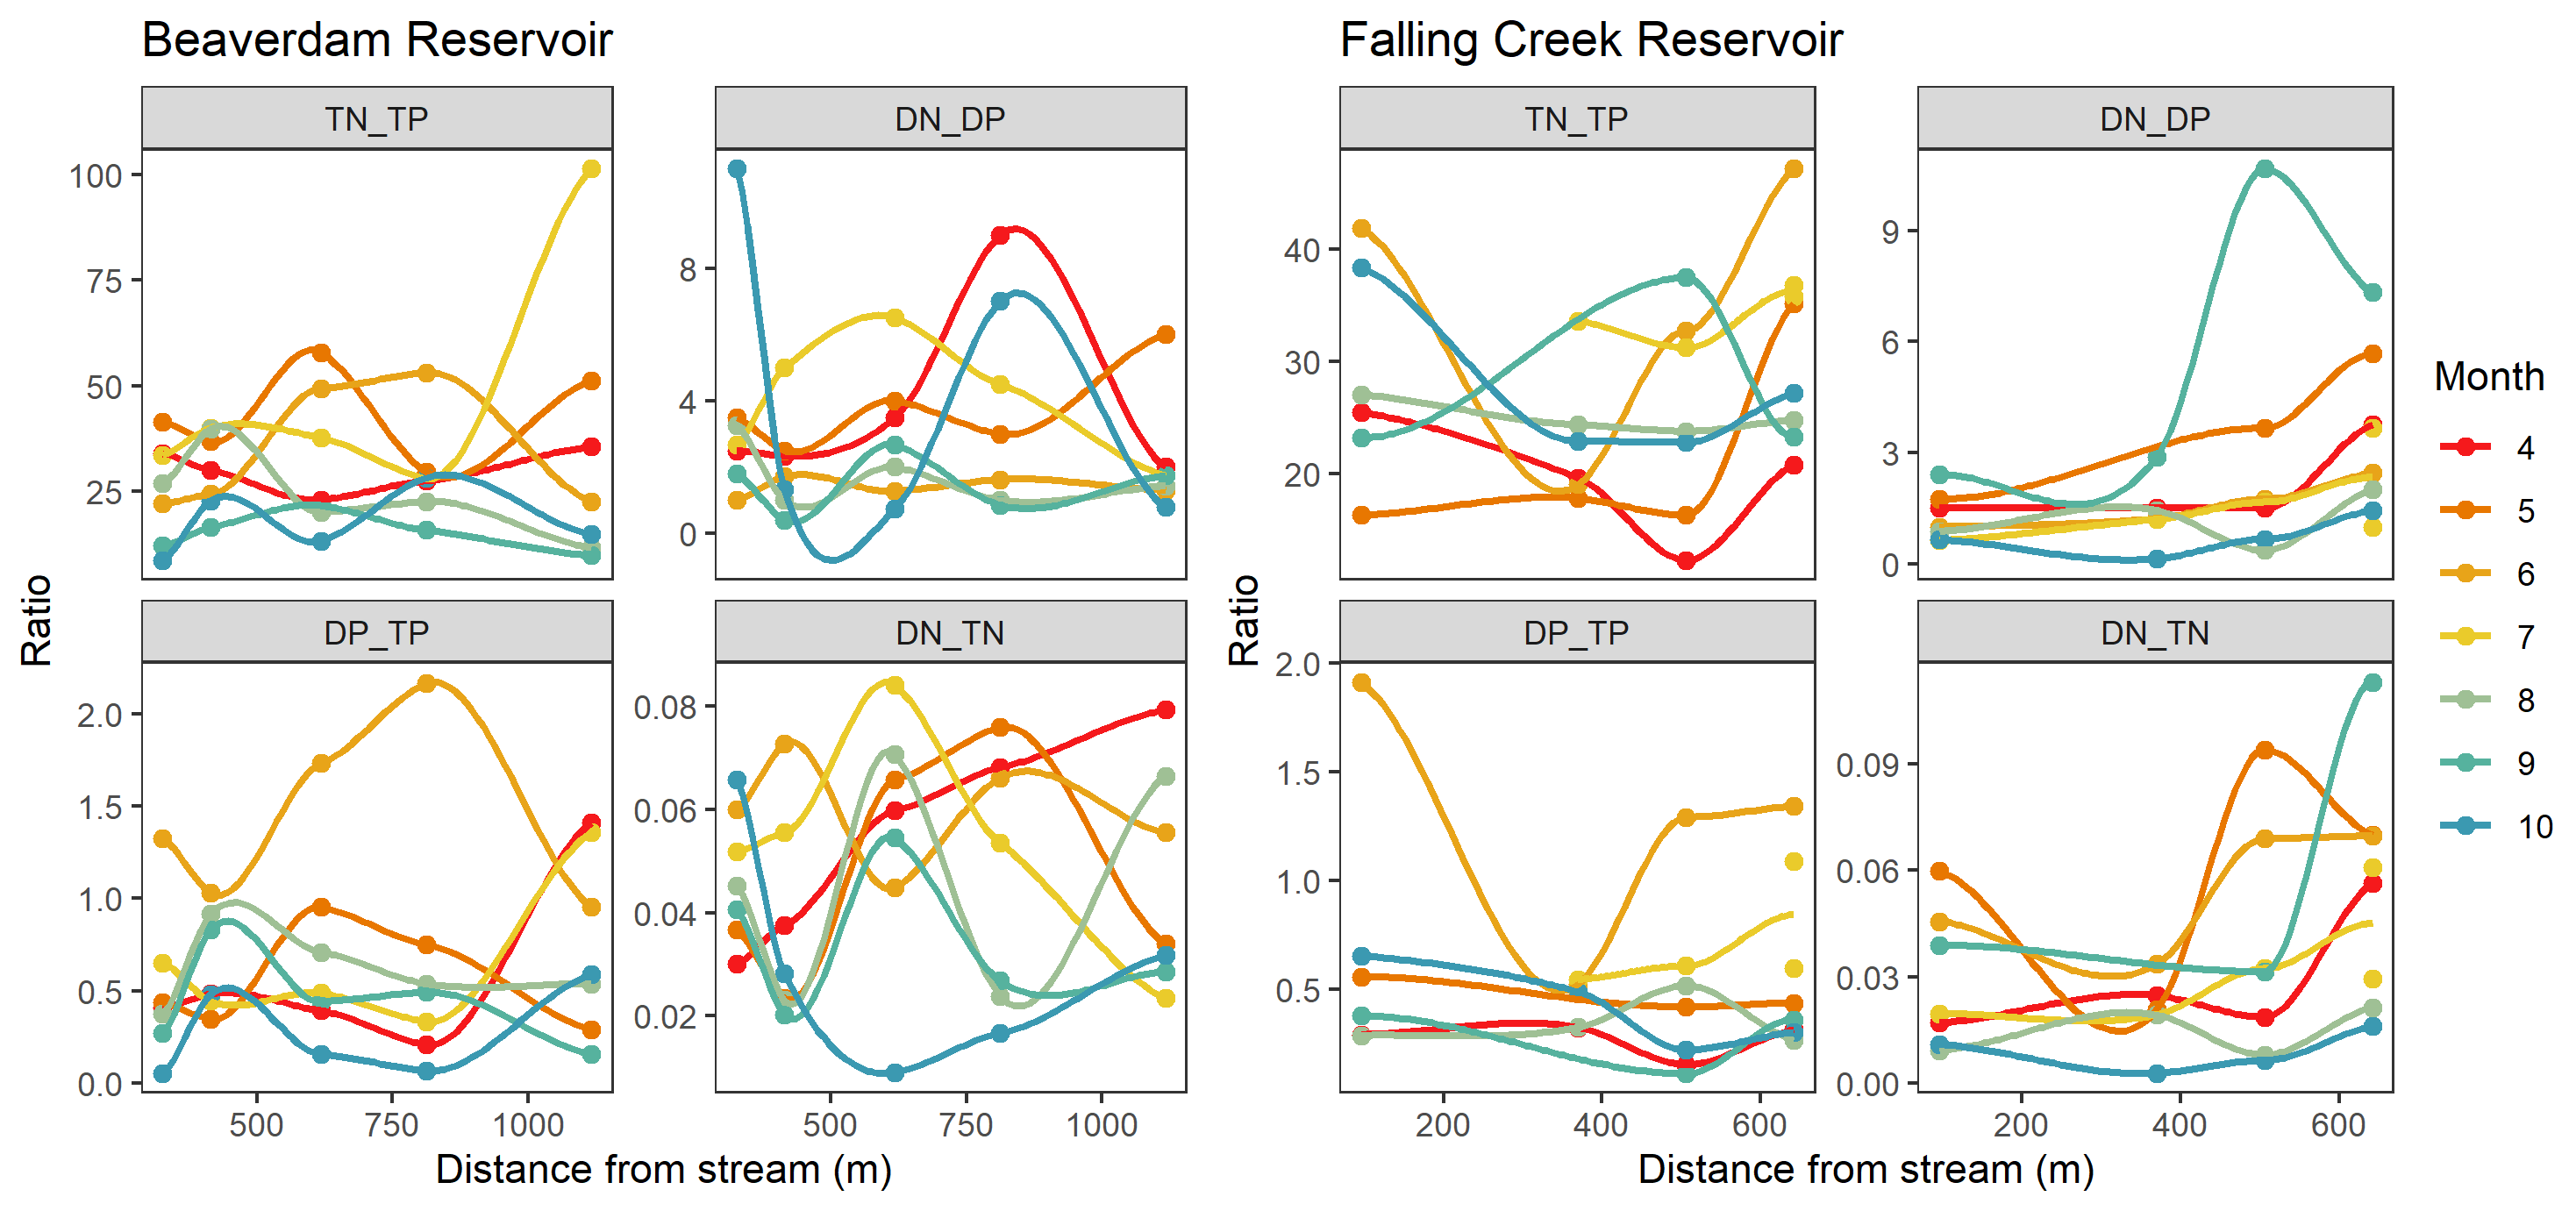 Beaverdam Reservoir
Falling Creek Reservoir
TN_TP
DN_DP
TN_TP
DN_DP
100
75
50
25
8
4
0
40
30
20
9
6
3
0
Ratio
Ratio
DP_TP
DN_TN
DP_TP
DN_TN
2.0
1.5
1.0
0.5
0.0
0.08
0.06
0.04
0.02
2.0
1.5
1.0
0.5
0.09
0.06
0.03
0.00
500 750 1000
500 750 1000
200 400 600
200 400 600
Distance from stream (m)
Distance from stream (m)
Month
4
5
6
7
8
9
10